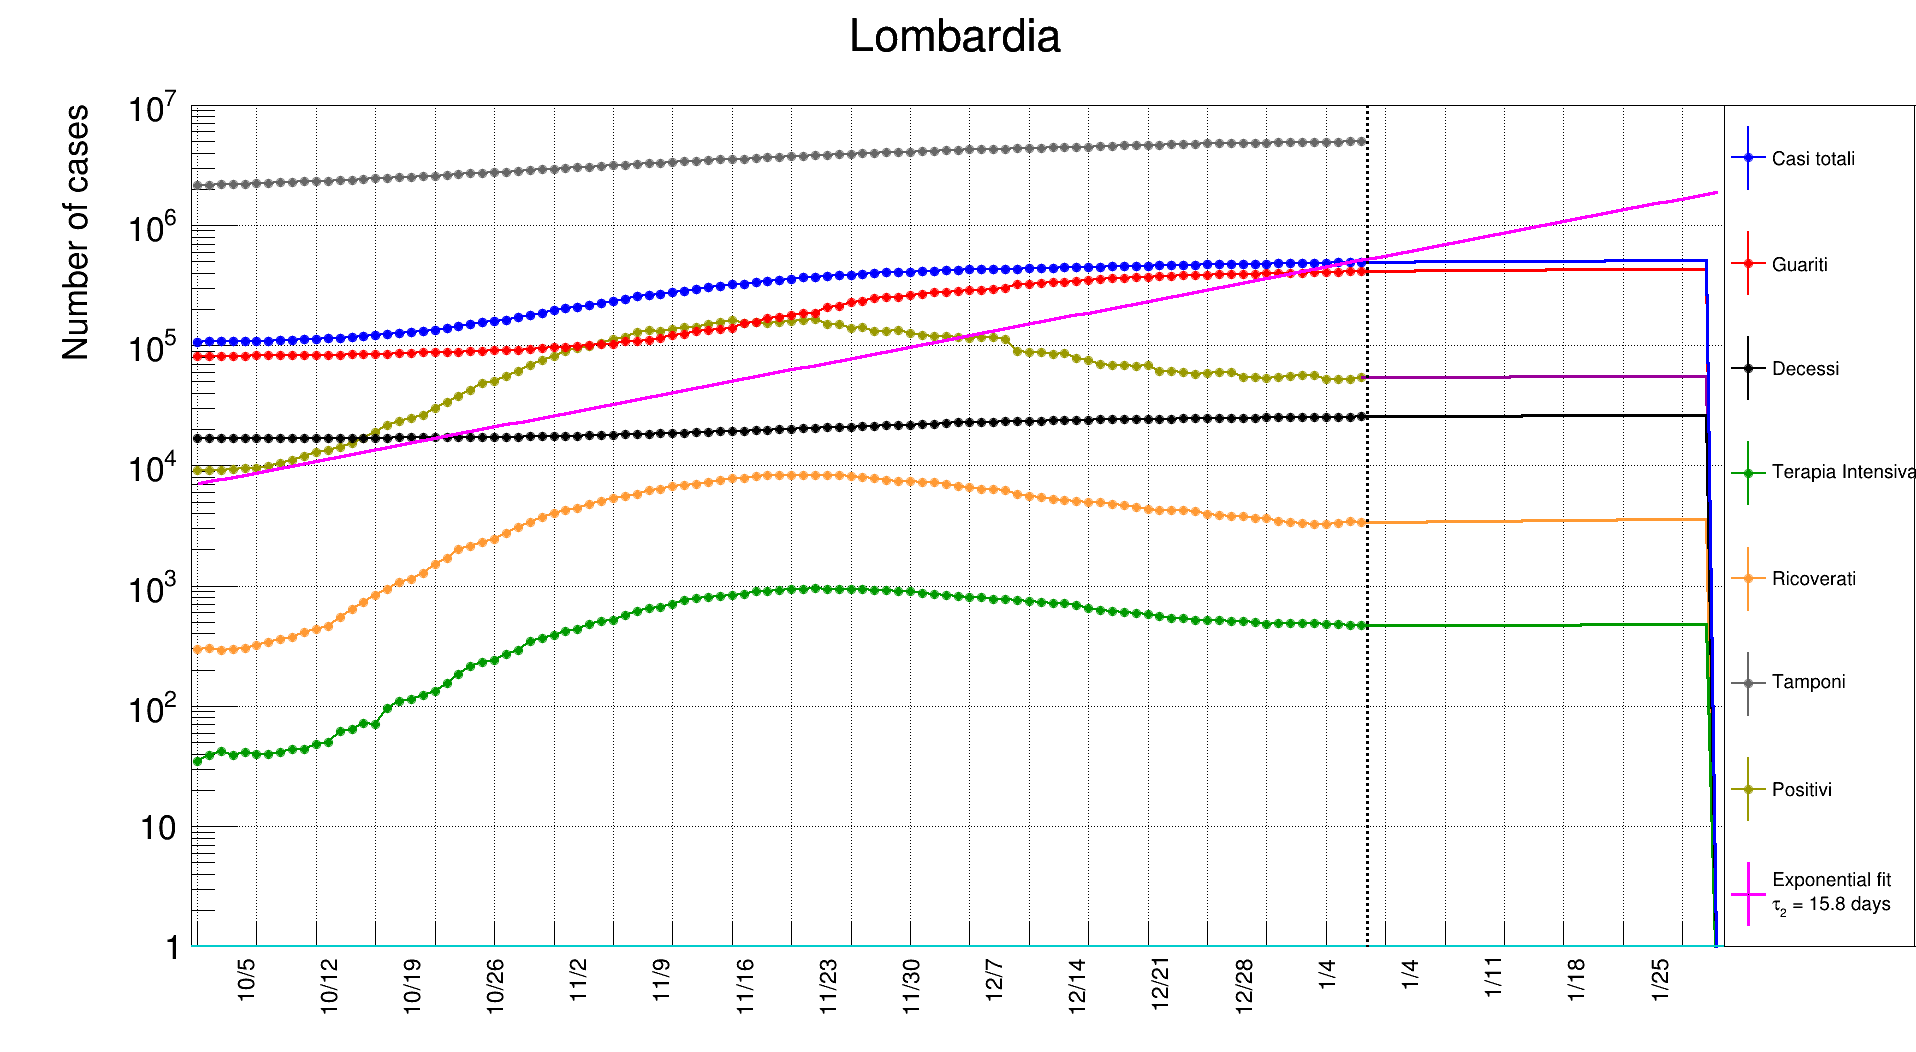 Lombardia
Number of cases
10^7
10^6
10^5
10^4
10^3
10^2
10
1
10/5
10/12
10/19
10/26
11/2
11/9
11/16
11/23
11/30
12/7
12/14
12/21
12/28
1/4
1/4
1/11
1/18
1/25
Casi totali
Guariti
Decessi
Terapia Intensiva
Ricoverati
Tamponi
Positivi
Exponential fit
τ_2 = 15.8 days